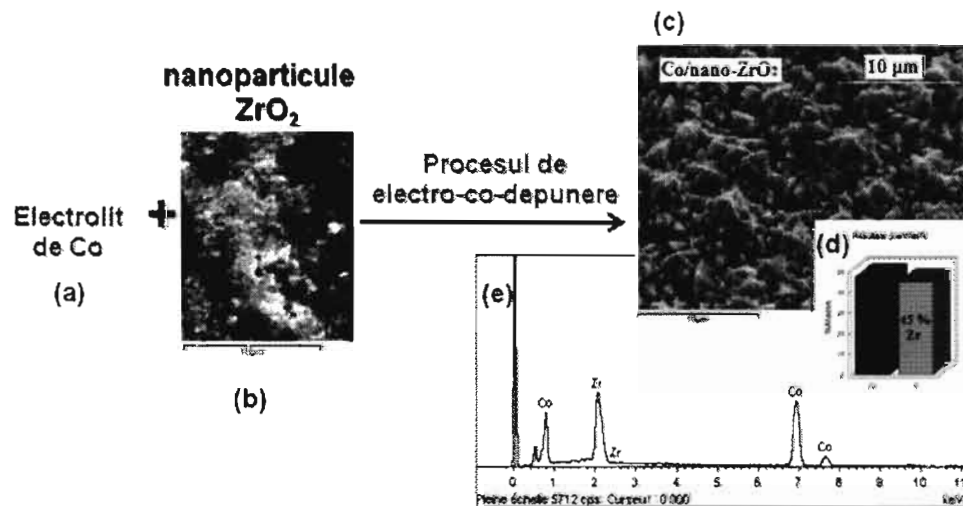 (c)
nanoparticule
ZrO₂
Co/nano-ZrO₂
10 µm
Procesul de
electro-co-depunere
Electrolit
de Co
+
(a)
(b)
(d)
45 %
Zr
(e)
Co
Zr
Zr
Co
Co
0 1 2 3 4 5 6 7 8 9 10 11
Pleine échelle 5712 cps Curseur : 0.000
keV